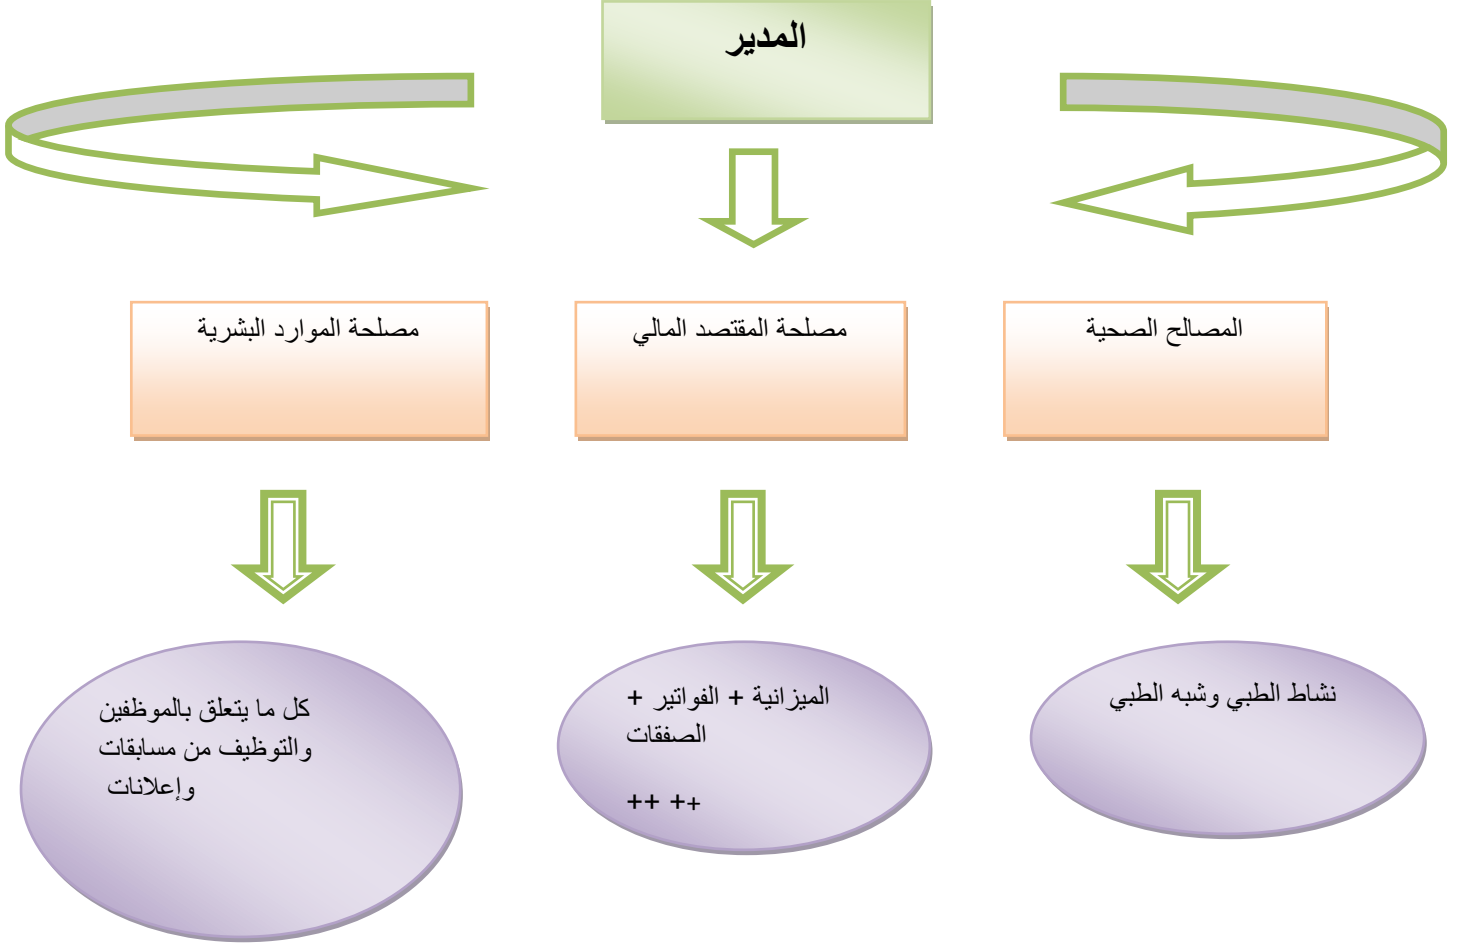 المدير
المصالح الصحية
مصلحة المقتصد المالي
مصلحة الموارد البشرية
نشاط الطبي وشبه الطبي
الميزانية + الفواتير +
الصفقات
++ ++
كل ما يتعلق بالموظفين
والتوظيف من مسابقات
وإعلانات